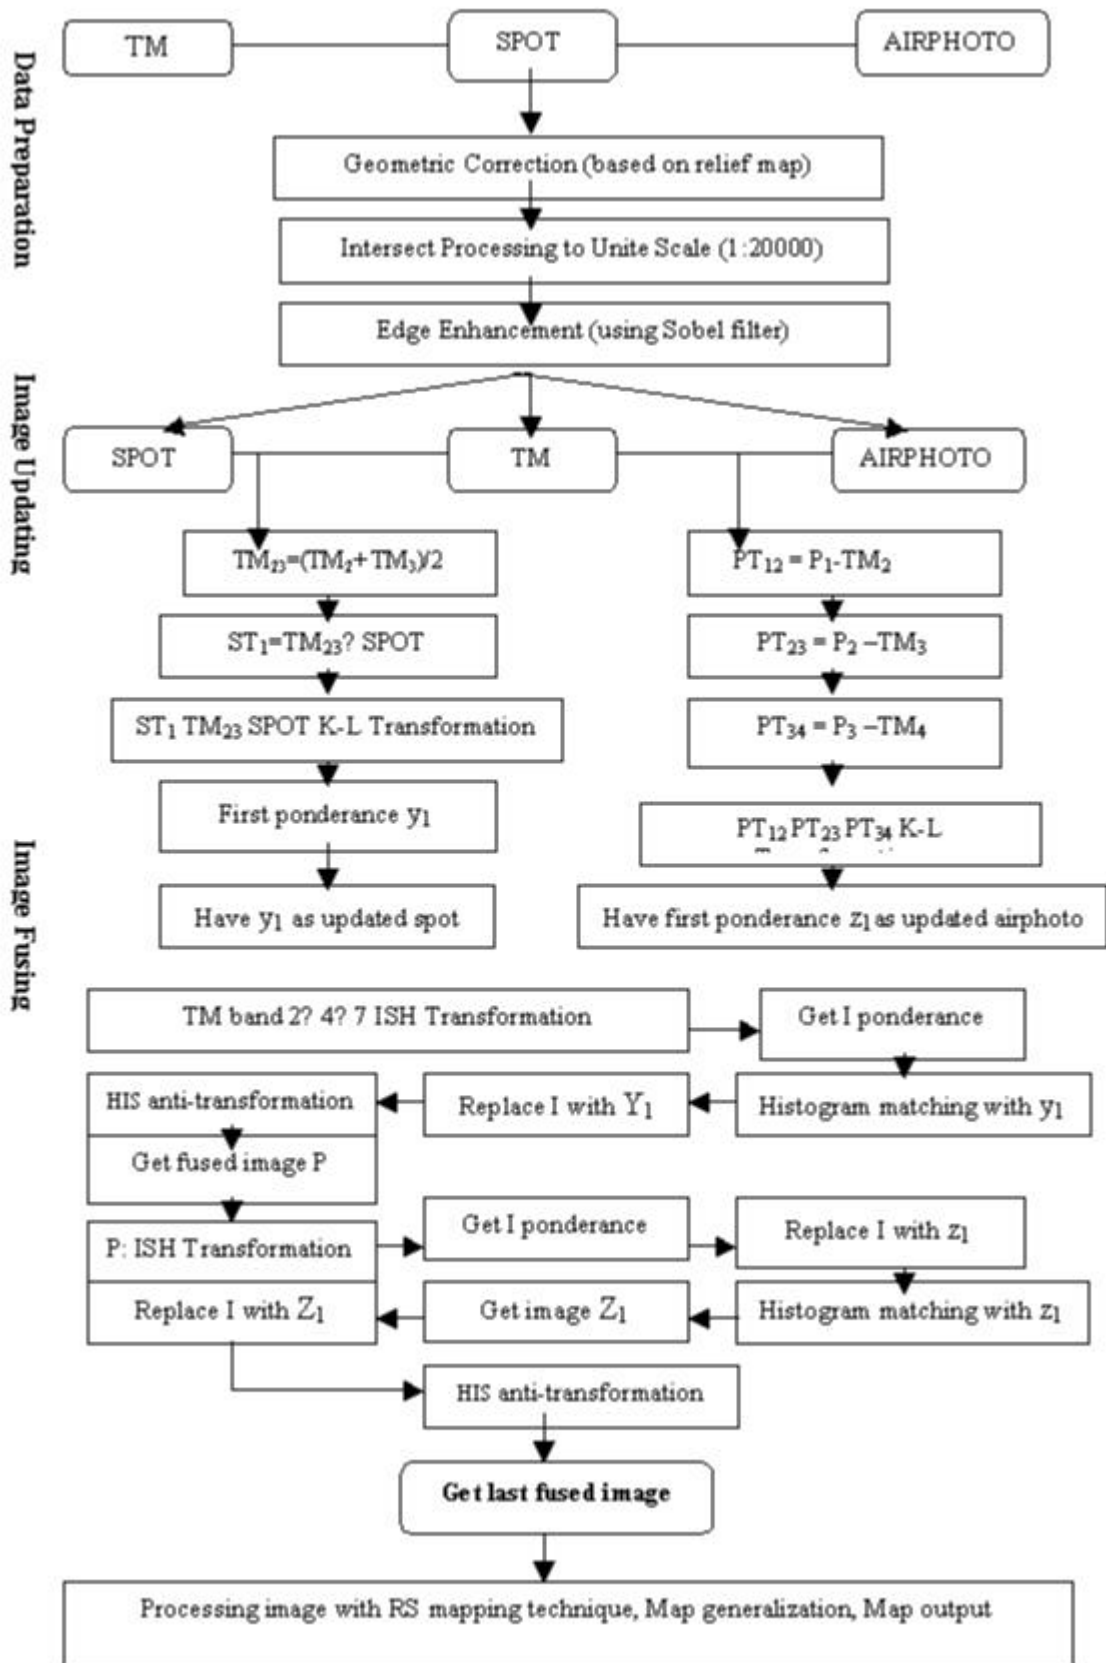 Data Preparation
TM
SPOT
AIRPHOTO
Geometric Correction (based on relief map)
Intersect Processing to Unite Scale (1:20000)
Edge Enhancement (using Sobel filter)
Image Updating
SPOT
TM
AIRPHOTO
TM₂₃=(TM₂+TM₃)/2
ST₁=TM₂₃? SPOT
ST₁ TM₂₃ SPOT K-L Transformation
First ponderance y₁
Have y₁ as updated spot
PT₁₂ = P₁-TM₂
PT₂₃ = P₂ –TM₃
PT₃₄ = P₃ –TM₄
PT₁₂ PT₂₃ PT₃₄ K-L
Have first ponderance z₁ as updated airphoto
Image Fusing
TM band 2? 4? 7 ISH Transformation
Get I ponderance
Histogram matching with y₁
Replace I with Y₁
HIS anti-transformation
Get fused image P
P: ISH Transformation
Get I ponderance
Replace I with z₁
Histogram matching with z₁
Get image Z₁
Replace I with Z₁
HIS anti-transformation
Get last fused image
Processing image with RS mapping technique, Map generalization, Map output